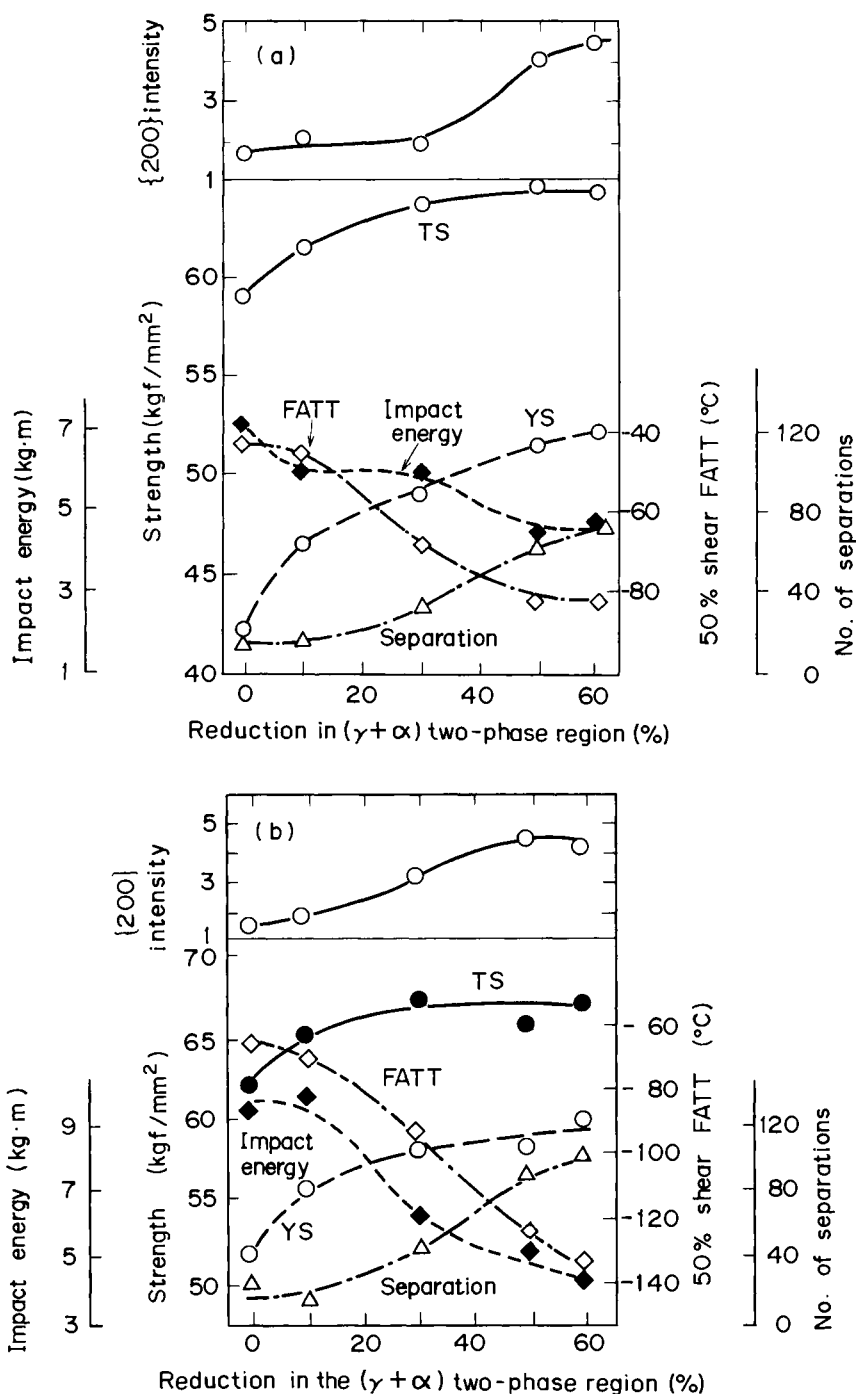 5
(a)
3
1
{200} intensity
TS
60
55
50
45
40
Strength (kgf/mm²)
FATT
Impact energy
YS
Separation
7
5
3
1
Impact energy (kg·m)
-40
-60
-80
50% shear FATT (°C)
120
80
40
0
No. of separations
0 20 40 60
Reduction in (γ+α) two-phase region (%)
5
(b)
3
1
{200} intensity
70
65
60
55
50
Strength (kgf/mm²)
TS
FATT
Impact energy
YS
Separation
9
7
5
3
Impact energy (kg·m)
-60
-80
-100
-120
-140
50% shear FATT (°C)
120
80
40
0
No. of separations
0 20 40 60
Reduction in the (γ+α) two-phase region (%)